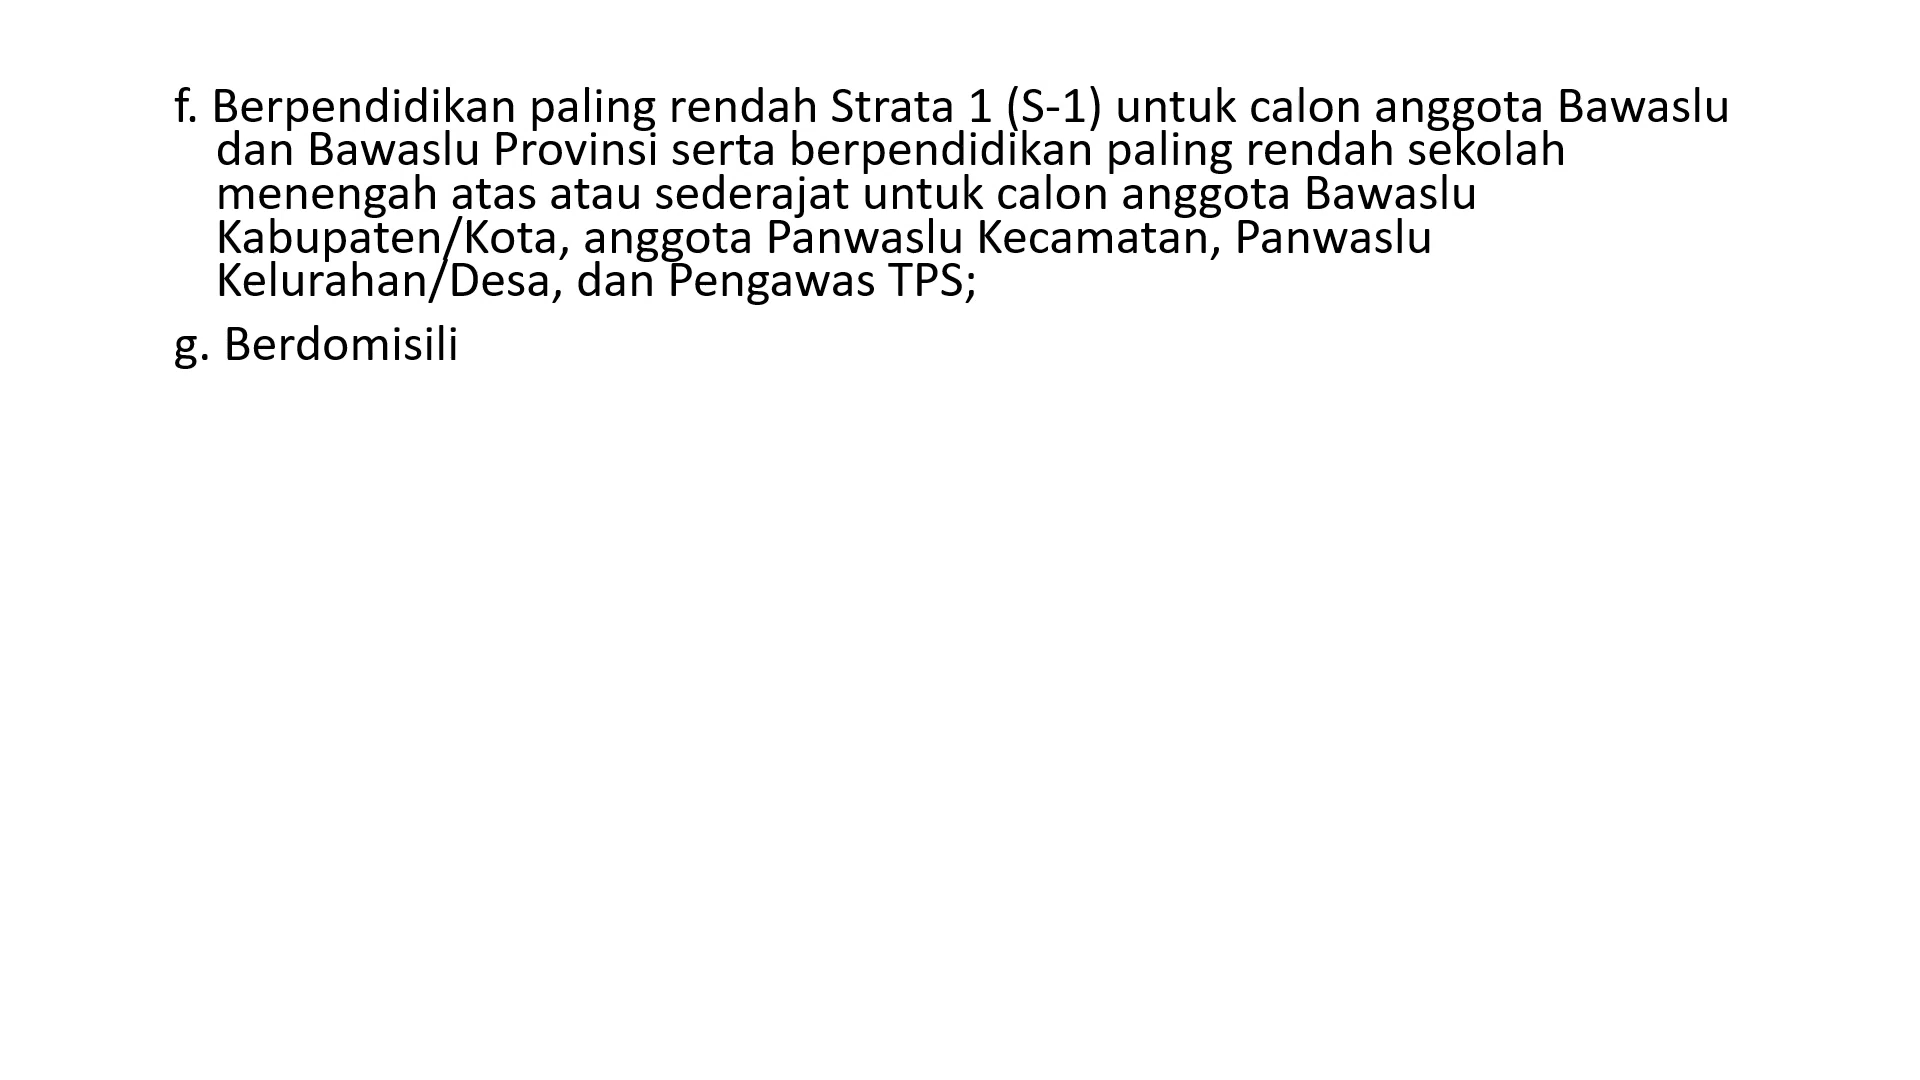 f. Berpendidikan paling rendah Strata 1 (S-1) untuk calon anggota Bawaslu
dan Bawaslu Provinsi serta berpendidikan paling rendah sekolah
menengah atas atau sederajat untuk calon anggota Bawaslu
Kabupaten/Kota, anggota Panwaslu Kecamatan, Panwaslu
Kelurahan/Desa, dan Pengawas TPS;
g. Berdomisili